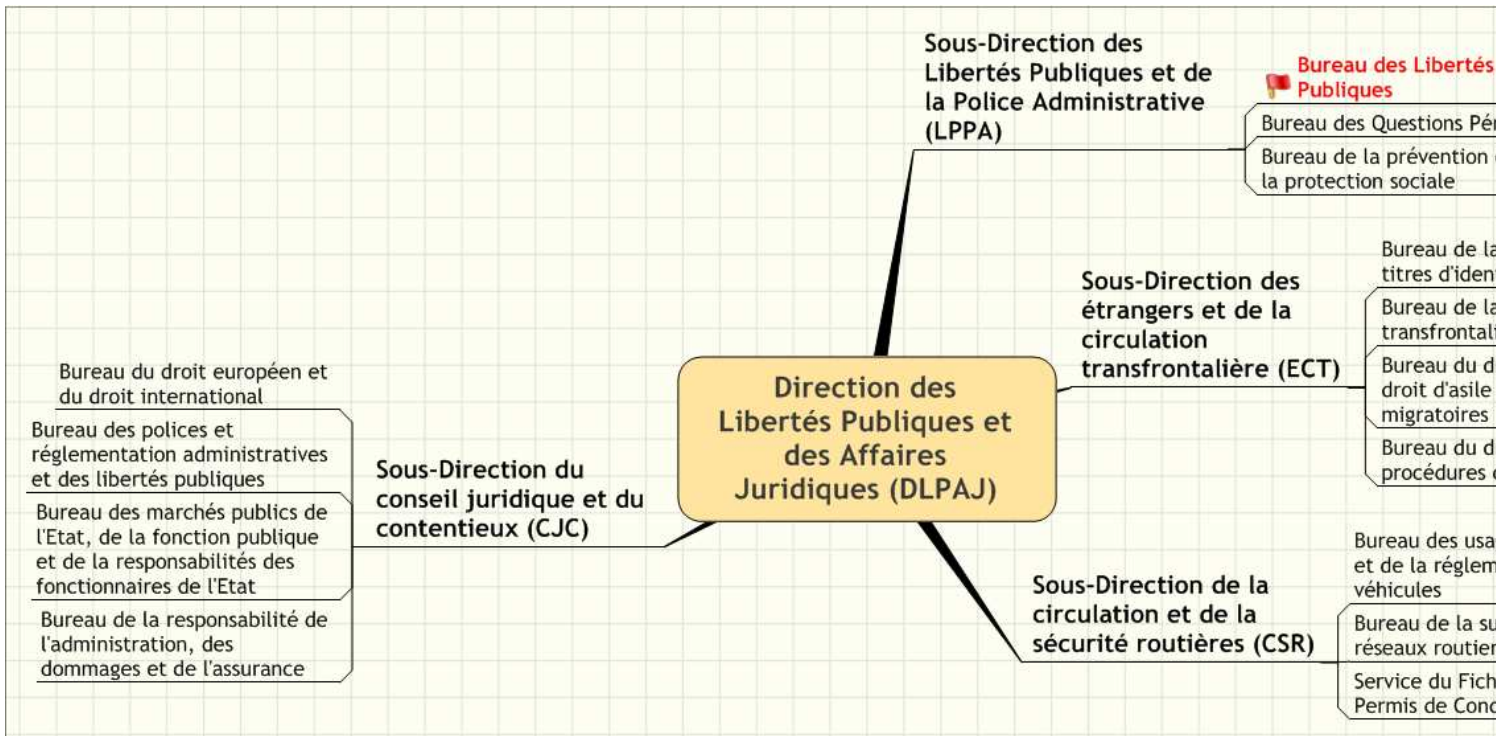 Sous-Direction des
Libertés Publiques et de
la Police Administrative
(LPPA)
Bureau des Libertés
Publiques
Bureau des Questions
Bureau de la prévention
la protection sociale
Sous-Direction des
étrangers et de la
circulation
transfrontalière (ECT)
Bureau de la
titres
Bureau de la
Bureau du
droit d'asile
migratoires
Bureau du
procédures
Direction des
Libertés Publiques et
des Affaires
Juridiques (DLPAJ)
Bureau du droit européen et
du droit international
Bureau des polices et
réglementation administratives
et des libertés publiques
Bureau des marchés publics de
l'Etat, de la fonction publique
et de la responsabilités des
fonctionnaires de l'Etat
Bureau de la responsabilité de
l'administration, des
dommages et de l'assurance
Sous-Direction du
conseil juridique et du
contentieux (CJC)
Sous-Direction de la
circulation et de la
sécurité routières (CSR)
Bureau des
et de la
véhicules
Bureau de la
réseaux
Service du
Permis de